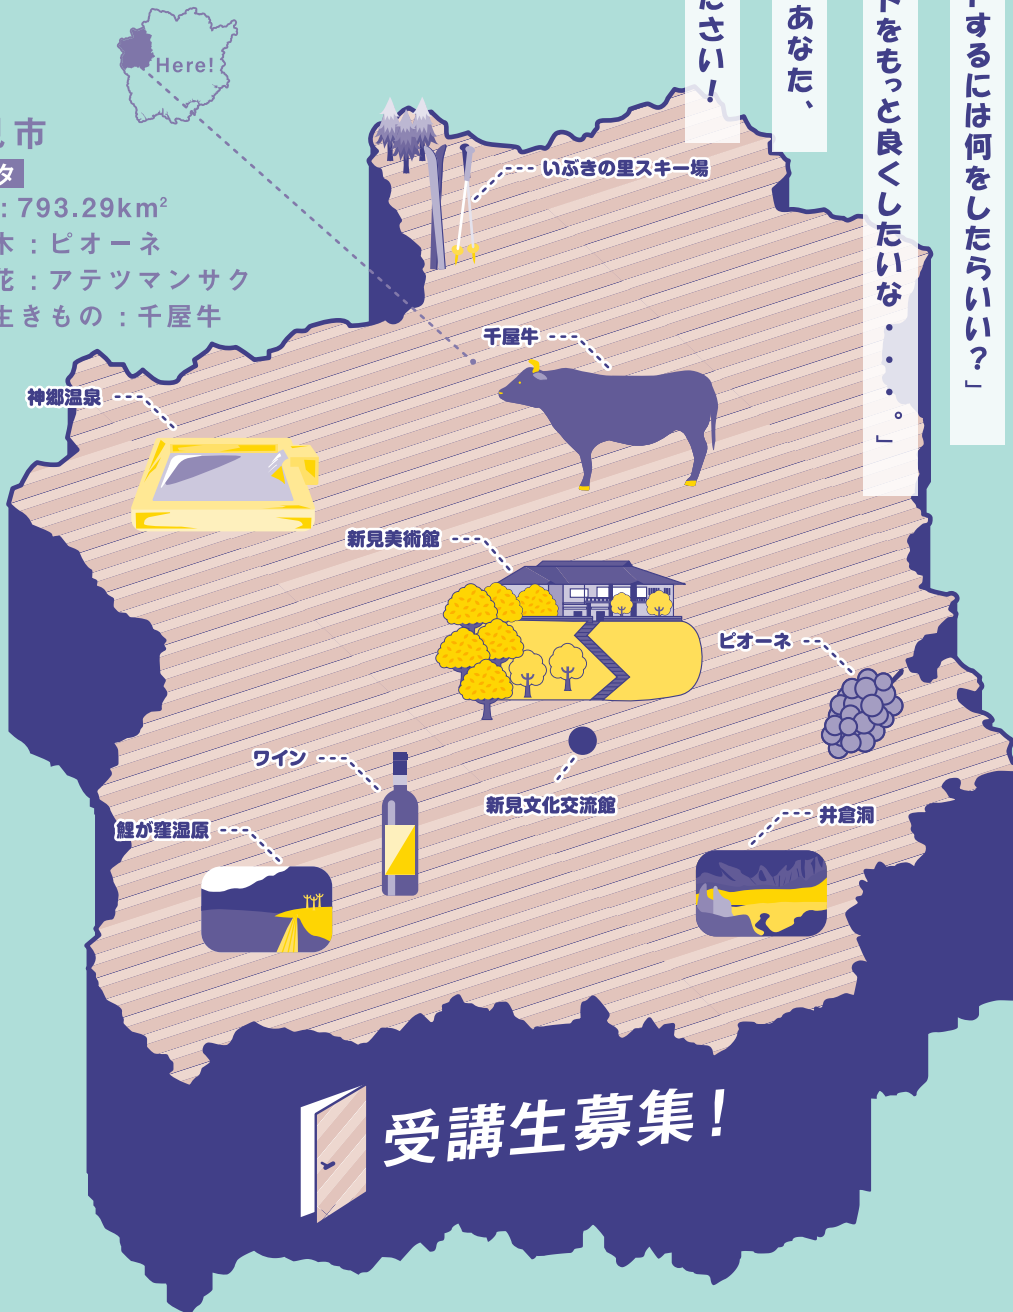 するには何をしたらいい？」
をもっと良くしたいな・・・。」
あなた、
ださい！
Here!
見市
タ
：793.29km²
木：ピオーネ
花：アテツマンサク
生きもの：千屋牛
いぶきの里スキー場
千屋牛
神郷温泉
新見美術館
ピオーネ
ワイン
新見文化交流館
井倉洞
鯉が窪湿原
受講生募集！